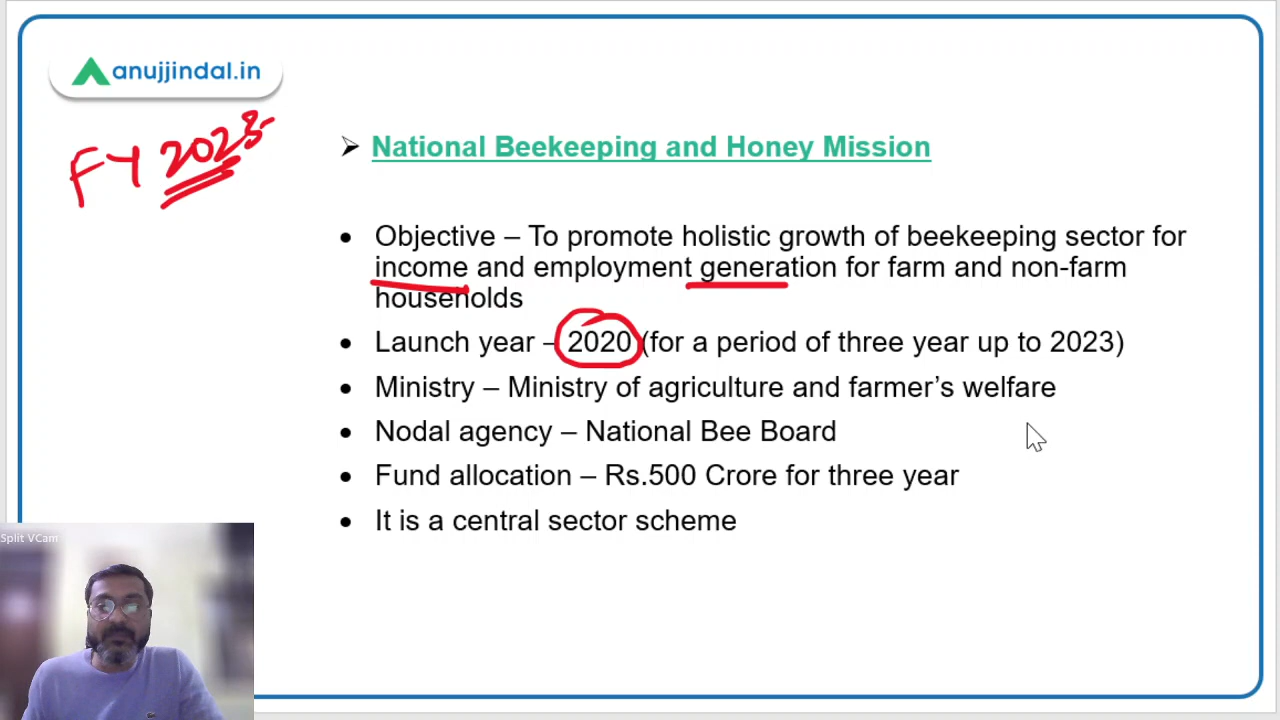 anujjindal.in
FY 2023
National Beekeeping and Honey Mission
Objective – To promote holistic growth of beekeeping sector for
income and employment generation for farm and non-farm
households
Launch year – 2020 (for a period of three year up to 2023)
Ministry – Ministry of agriculture and farmer’s welfare
Nodal agency – National Bee Board
Fund allocation – Rs.500 Crore for three year
It is a central sector scheme
Split VCam